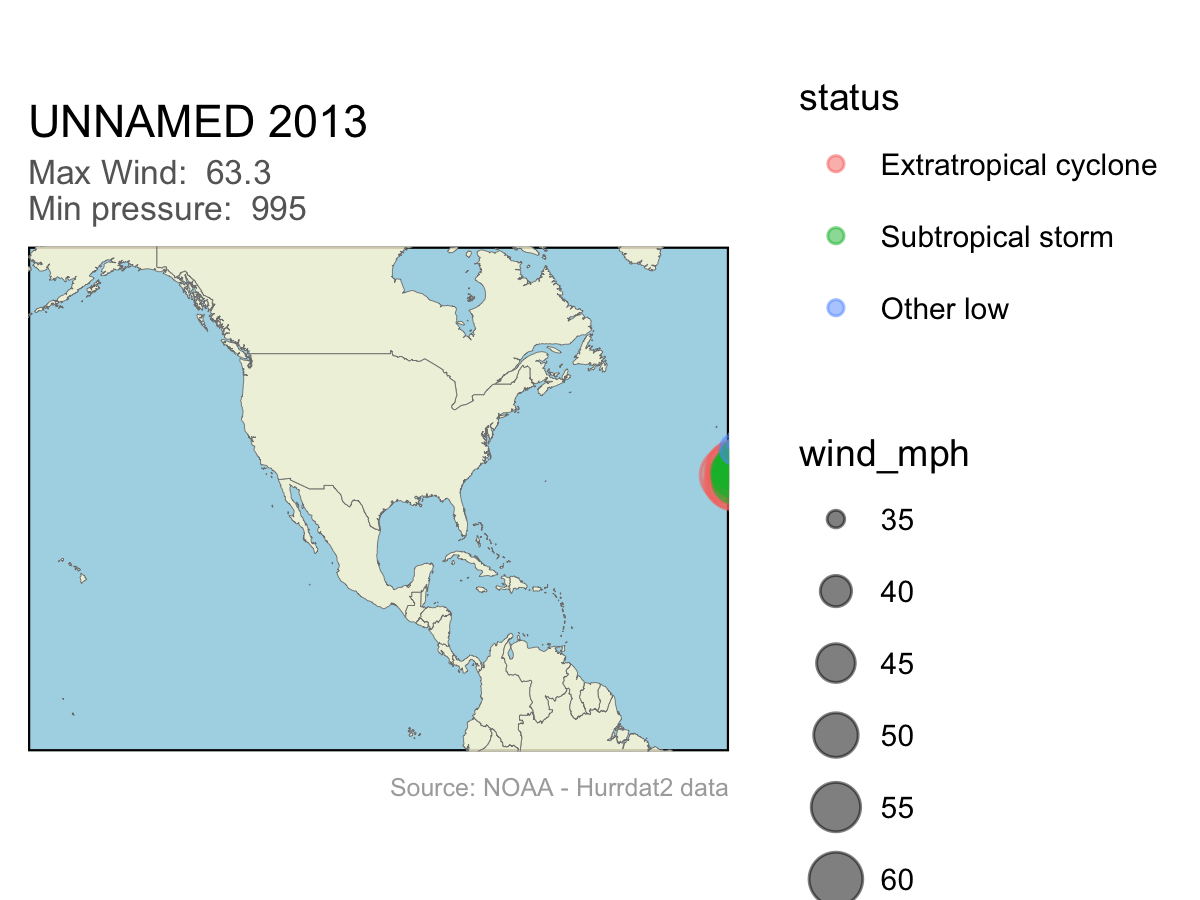 UNNAMED 2013
Max Wind:  63.3
Min pressure:  995
Source: NOAA - Hurrdat2 data
status
Extratropical cyclone
Subtropical storm
Other low
wind_mph
35
40
45
50
55
60